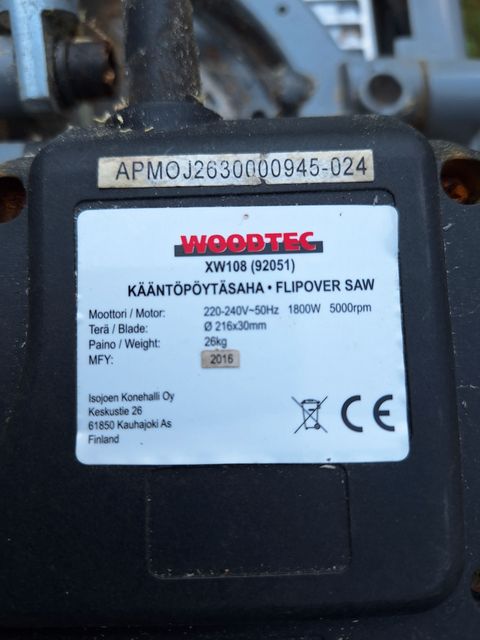 APMOJ2630000945-024
WOODTEC
XW108 (92051)
KÄÄNTÖPÖYTÄSAHA • FLIPOVER SAW
Moottori / Motor: 220-240V~50Hz 1800W 5000rpm
Terä / Blade: Ø 216x30mm
Paino / Weight: 26kg
MFY: 2016
Isojoen Konehalli Oy
Keskustie 26
61850 Kauhajoki As
Finland
CE